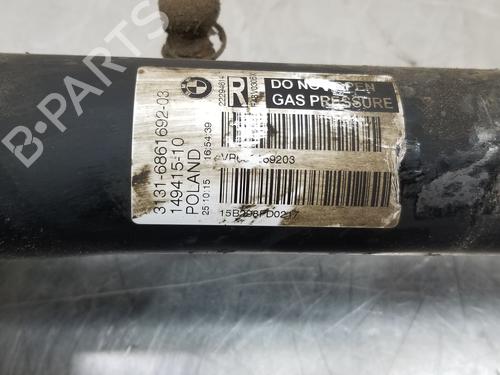 3131-6861692-03
149415-10
POLAND
25.10.15 16:54:39
22294614
R
DO NOT OPEN
GAS PRESSURE
15B296FD0217
B-PARTS